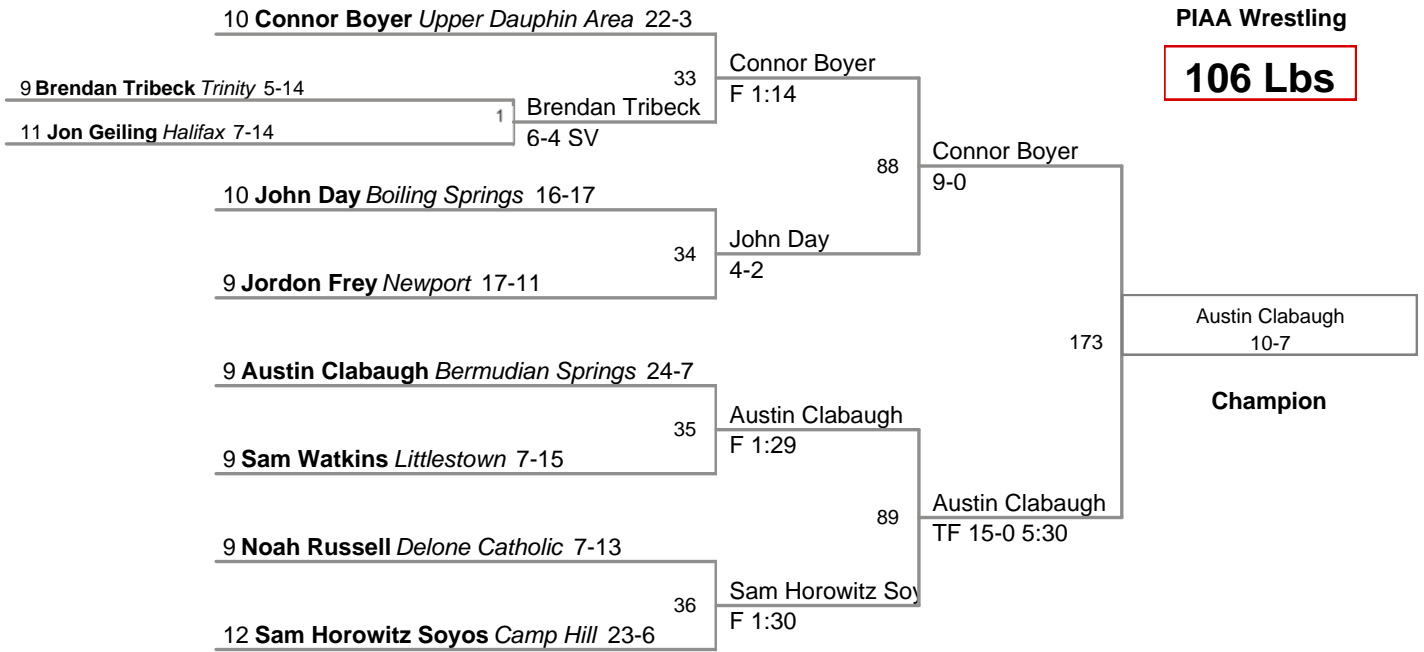 10 Connor Boyer Upper Dauphin Area 22-3
PIAA Wrestling
106 Lbs
33
Connor Boyer
F 1:14
9 Brendan Tribeck Trinity 5-14
1
Brendan Tribeck
6-4 SV
11 Jon Geiling Halifax 7-14
88
Connor Boyer
9-0
10 John Day Boiling Springs 16-17
34
John Day
4-2
9 Jordon Frey Newport 17-11
173
Austin Clabaugh
10-7
Champion
9 Austin Clabaugh Bermudian Springs 24-7
35
Austin Clabaugh
F 1:29
9 Sam Watkins Littlestown 7-15
89
Austin Clabaugh
TF 15-0 5:30
9 Noah Russell Delone Catholic 7-13
36
Sam Horowitz Soy
F 1:30
12 Sam Horowitz Soyos Camp Hill 23-6